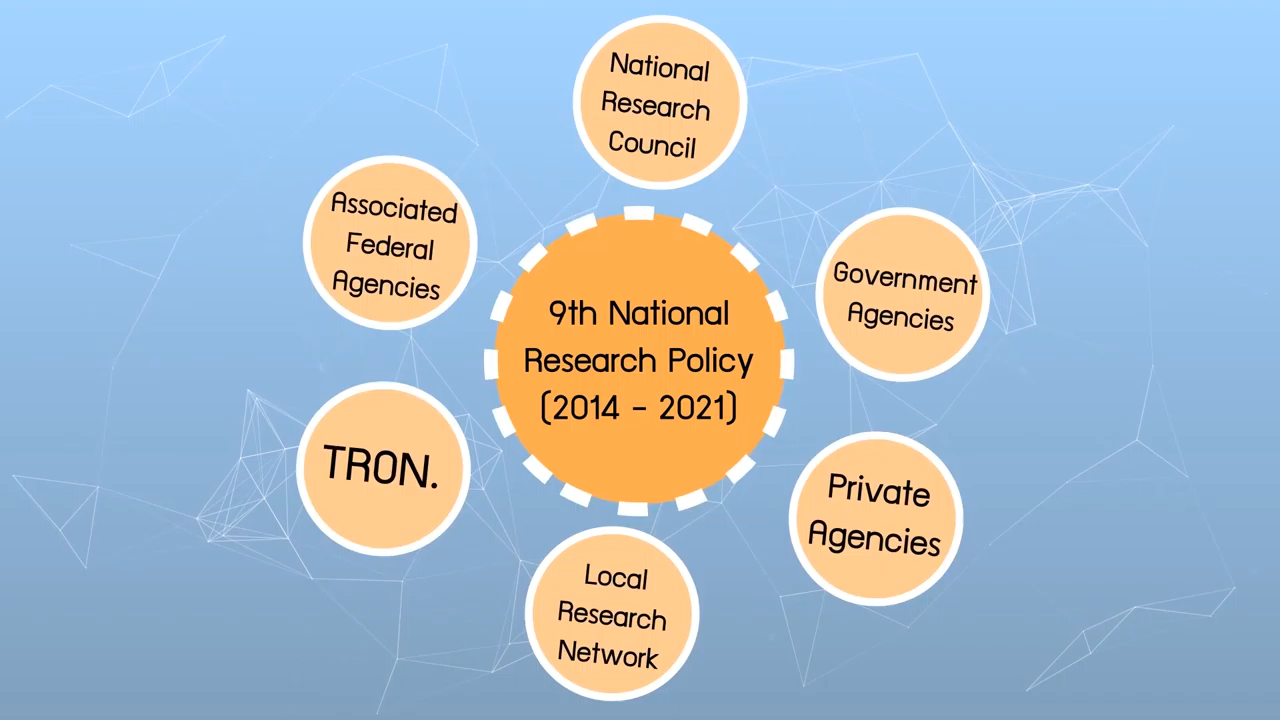 National
Research
Council
Associated
Federal
Agencies
Government
Agencies
9th National
Research Policy
(2014 - 2021)
TRON.
Private
Agencies
Local
Research
Network